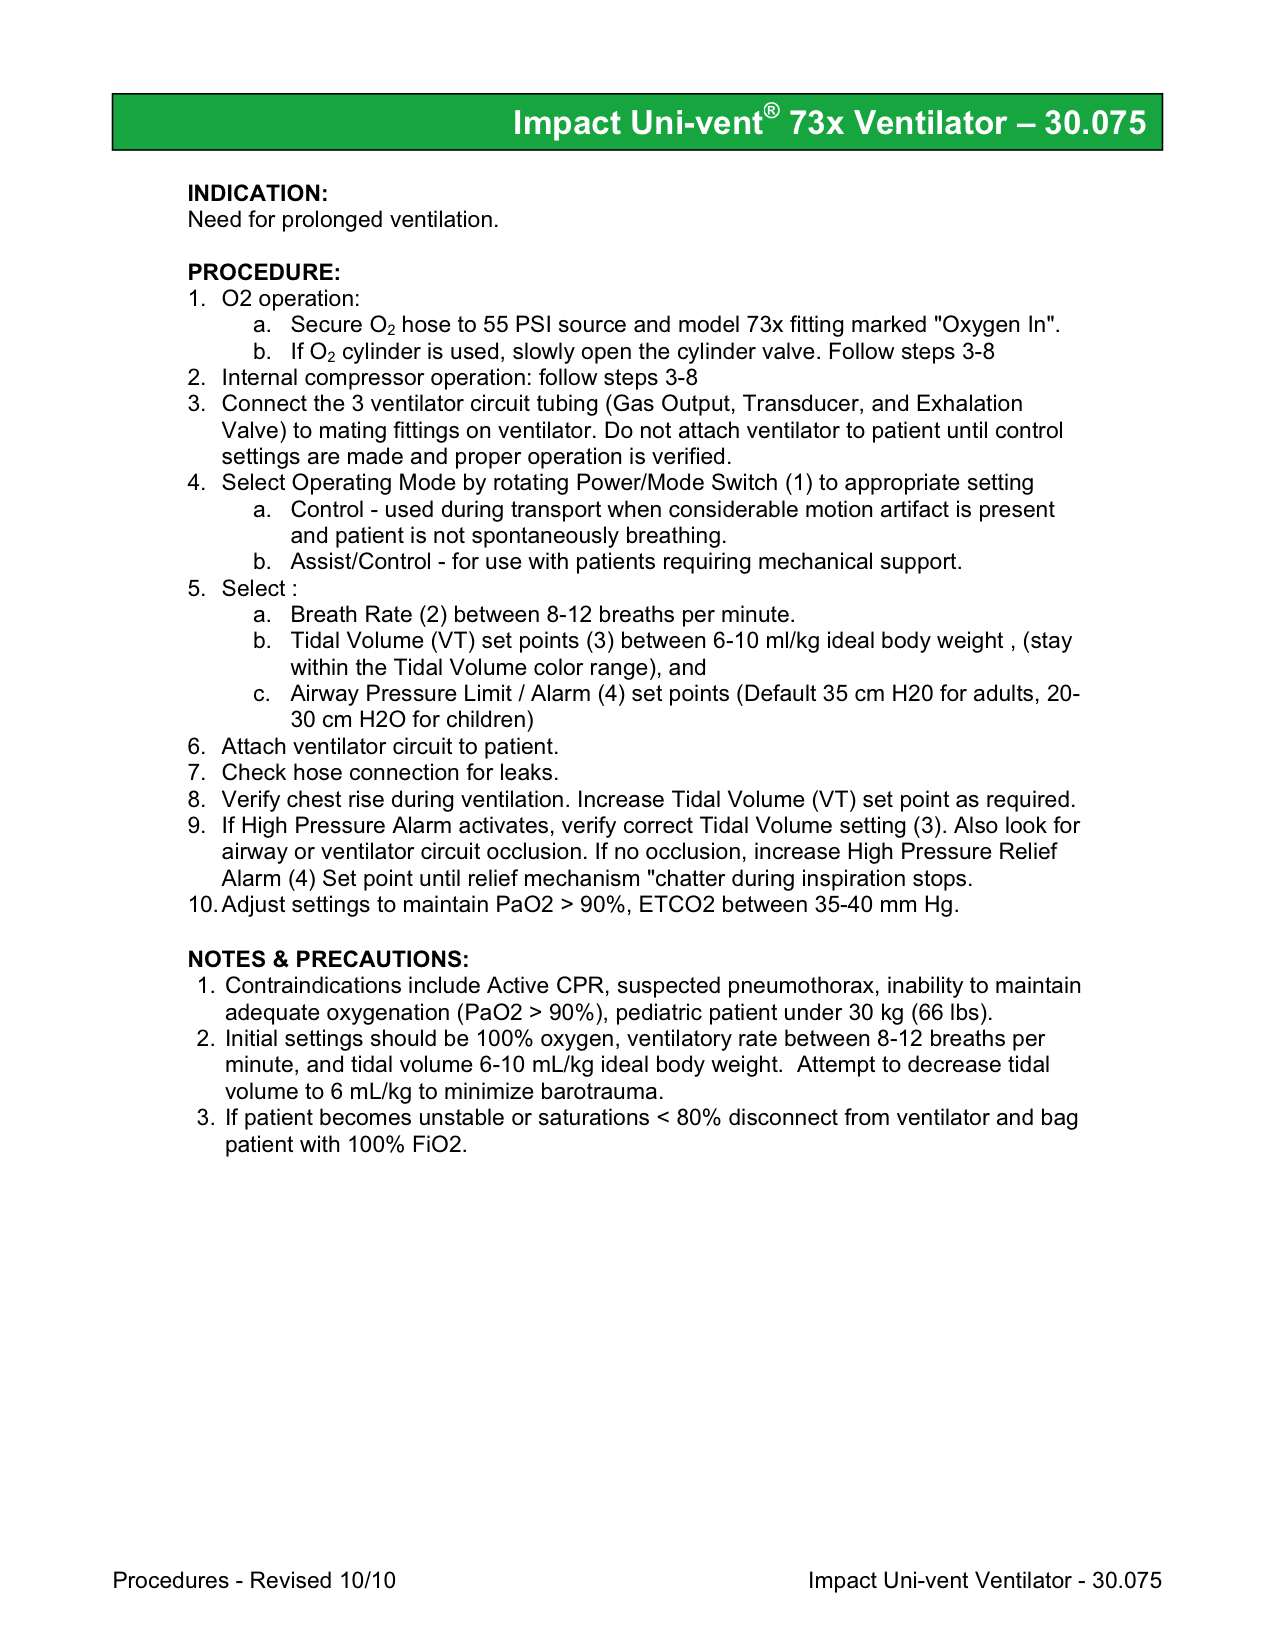 Impact Uni-vent® 73x Ventilator – 30.075
INDICATION:
Need for prolonged ventilation.
PROCEDURE:
1. O2 operation:
a. Secure O₂ hose to 55 PSI source and model 73x fitting marked "Oxygen In".
b. If O₂ cylinder is used, slowly open the cylinder valve. Follow steps 3-8
2. Internal compressor operation: follow steps 3-8
3. Connect the 3 ventilator circuit tubing (Gas Output, Transducer, and Exhalation
Valve) to mating fittings on ventilator. Do not attach ventilator to patient until control
settings are made and proper operation is verified.
4. Select Operating Mode by rotating Power/Mode Switch (1) to appropriate setting
a. Control - used during transport when considerable motion artifact is present
and patient is not spontaneously breathing.
b. Assist/Control - for use with patients requiring mechanical support.
5. Select :
a. Breath Rate (2) between 8-12 breaths per minute.
b. Tidal Volume (VT) set points (3) between 6-10 ml/kg ideal body weight , (stay
within the Tidal Volume color range), and
c. Airway Pressure Limit / Alarm (4) set points (Default 35 cm H20 for adults, 20-
30 cm H2O for children)
6. Attach ventilator circuit to patient.
7. Check hose connection for leaks.
8. Verify chest rise during ventilation. Increase Tidal Volume (VT) set point as required.
9. If High Pressure Alarm activates, verify correct Tidal Volume setting (3). Also look for
airway or ventilator circuit occlusion. If no occlusion, increase High Pressure Relief
Alarm (4) Set point until relief mechanism "chatter during inspiration stops.
10. Adjust settings to maintain PaO2 > 90%, ETCO2 between 35-40 mm Hg.
NOTES & PRECAUTIONS:
1. Contraindications include Active CPR, suspected pneumothorax, inability to maintain
adequate oxygenation (PaO2 > 90%), pediatric patient under 30 kg (66 lbs).
2. Initial settings should be 100% oxygen, ventilatory rate between 8-12 breaths per
minute, and tidal volume 6-10 mL/kg ideal body weight.  Attempt to decrease tidal
volume to 6 mL/kg to minimize barotrauma.
3. If patient becomes unstable or saturations < 80% disconnect from ventilator and bag
patient with 100% FiO2.
Procedures - Revised 10/10
Impact Uni-vent Ventilator - 30.075